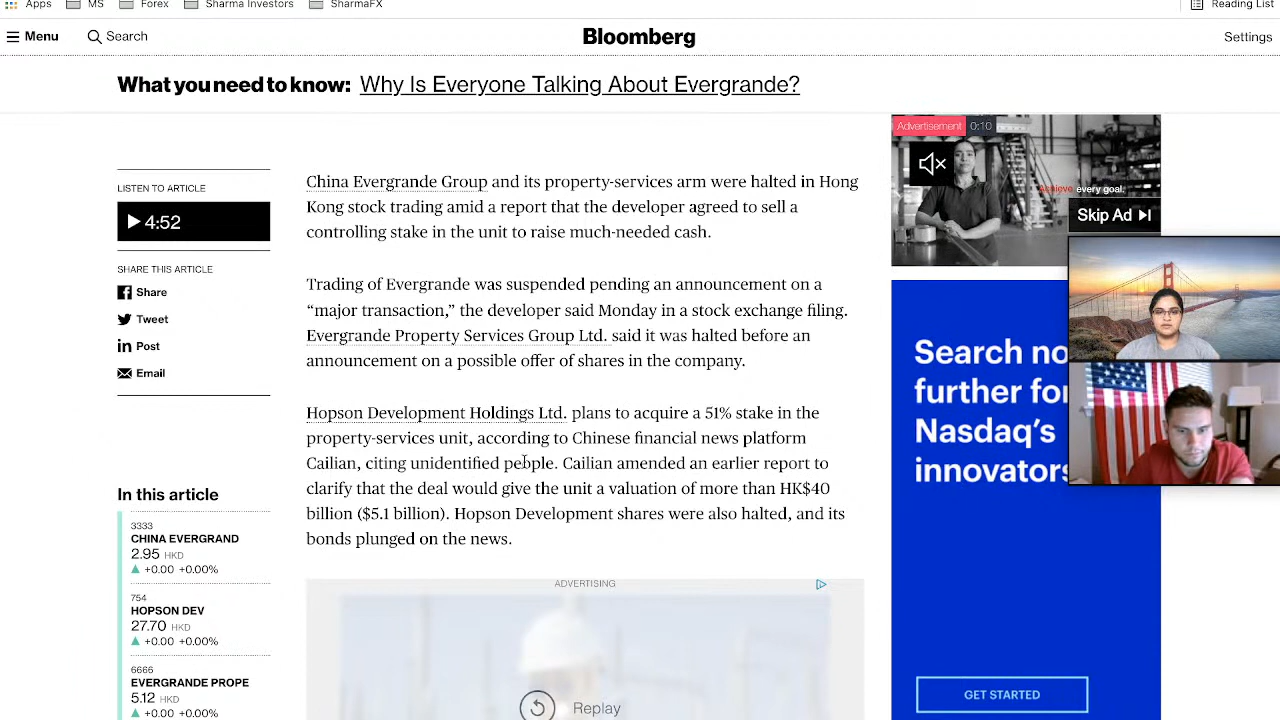 Apps
MS
Forex
Sharma Investors
SharmaFX
Reading List
Menu
Search
Bloomberg
Settings
What you need to know: Why Is Everyone Talking About Evergrande?
LISTEN TO ARTICLE
4:52
SHARE THIS ARTICLE
Share
Tweet
Post
Email
In this article
3333
CHINA EVERGRAND
2.95 HKD
+0.00 +0.00%
754
HOPSON DEV
27.70 HKD
+0.00 +0.00%
6666
EVERGRANDE PROPE
5.12 HKD
+0.00 +0.00%
China Evergrande Group and its property-services arm were halted in Hong
Kong stock trading amid a report that the developer agreed to sell a
controlling stake in the unit to raise much-needed cash.
Trading of Evergrande was suspended pending an announcement on a
“major transaction,” the developer said Monday in a stock exchange filing.
Evergrande Property Services Group Ltd. said it was halted before an
announcement on a possible offer of shares in the company.
Hopson Development Holdings Ltd. plans to acquire a 51% stake in the
property-services unit, according to Chinese financial news platform
Cailian, citing unidentified people. Cailian amended an earlier report to
clarify that the deal would give the unit a valuation of more than HK$40
billion ($5.1 billion). Hopson Development shares were also halted, and its
bonds plunged on the news.
ADVERTISING
Replay
Advertisement 0:10
Achieve every goal.
Skip Ad
Search no
further for
Nasdaq’s
innovators
GET STARTED